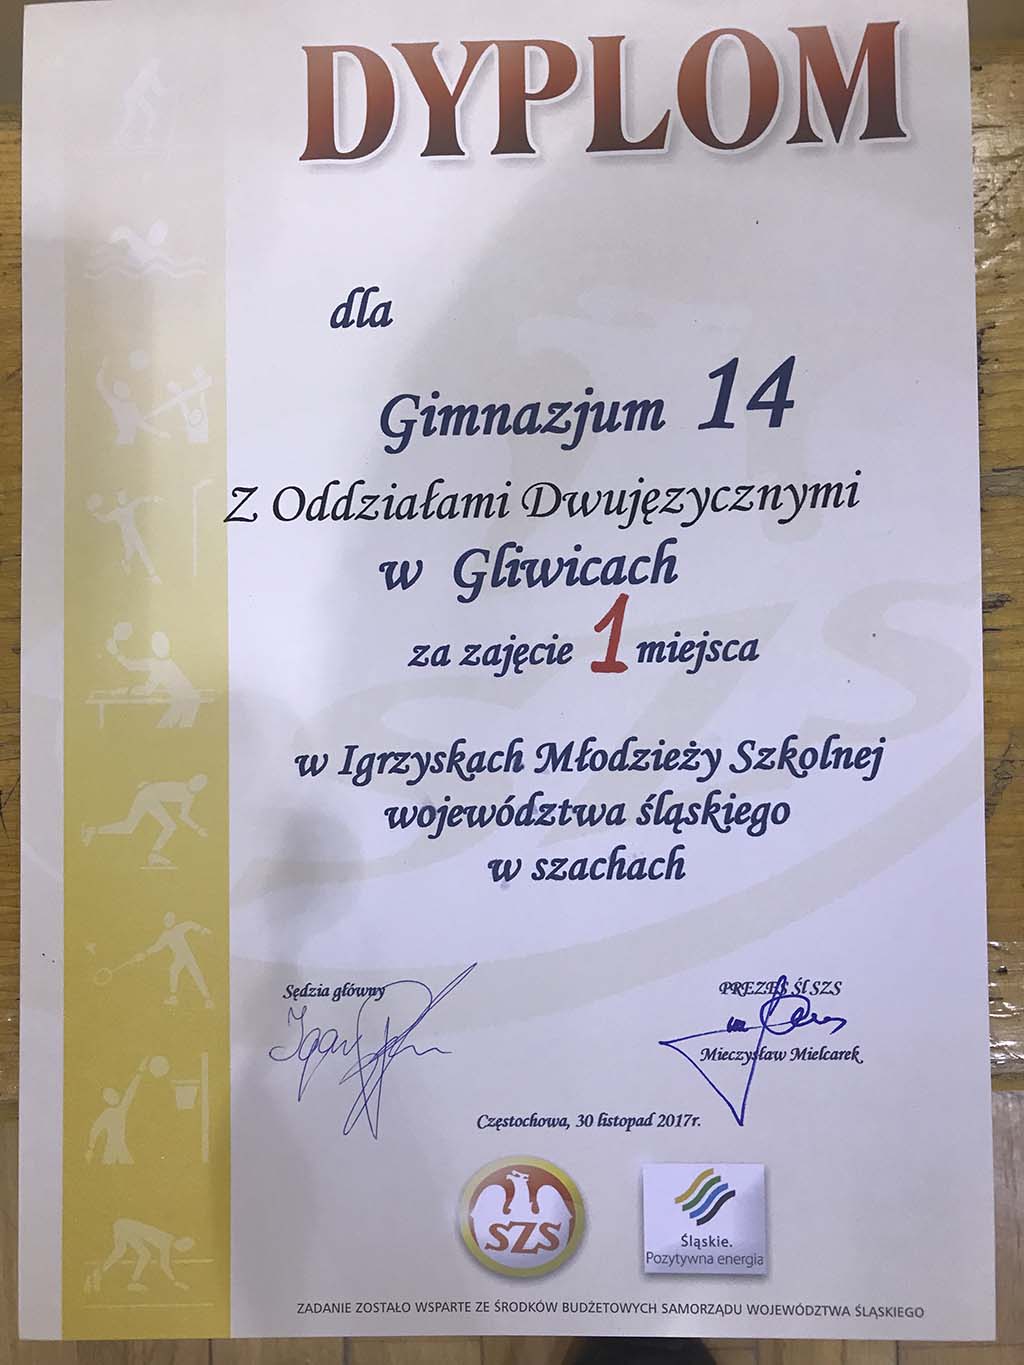 DYPLOM
dla
Gimnazjum 14
Z Oddziałami Dwujęzycznymi
w Gliwicach
za zajęcie 1 miejsca
w Igrzyskach Młodzieży Szkolnej
województwa śląskiego
w szachach
Sędzia główny
PREZES Śl SZS
Mieczysław Mielcarek
Częstochowa, 30 listopad 2017r.
SZS
Śląskie.
Pozytywna energia
ZADANIE ZOSTAŁO WSPARTE ZE ŚRODKÓW BUDŻETOWYCH SAMORZĄDU WOJEWÓDZTWA ŚLĄSKIEGO